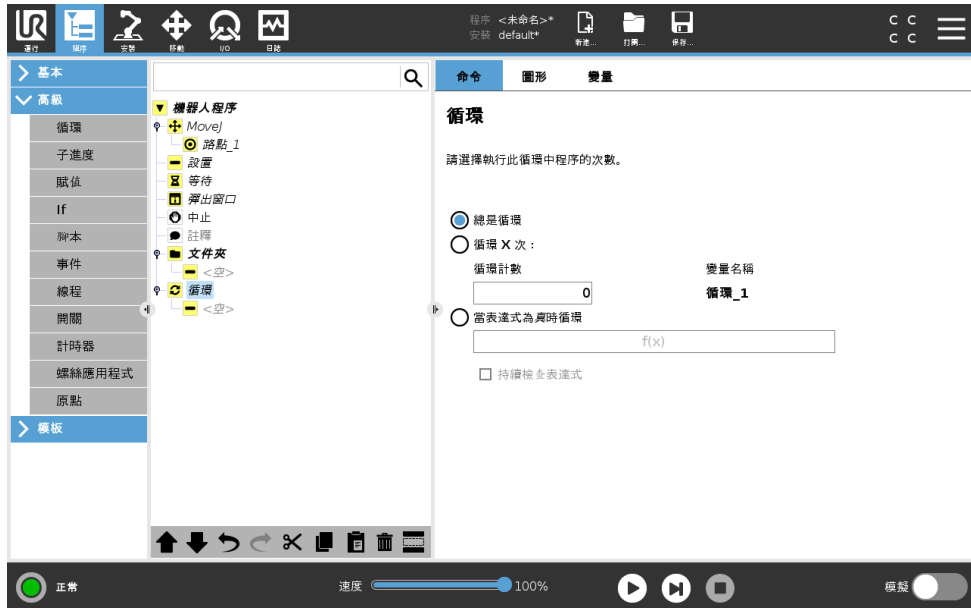 UR
程序 <未命名>*
安裝 default*
運行
程序
安裝
移動
I/O
日誌
新建...
打開...
保存...
C C
C C
基本
高級
循環
子進度
賦值
If
腳本
事件
線程
開關
計時器
螺絲應用程式
原點
模板
機器人程序
MoveJ
路點_1
設置
等待
彈出窗口
中止
註釋
文件夾
<空>
循環
<空>
命令
圖形
變量
循環
請選擇執行此循環中程序的次數。
總是循環
循環 X 次：
循環計數
變量名稱
0
循環_1
當表達式為真時循環
f(x)
持續檢查表達式
正常
速度
100%
模擬